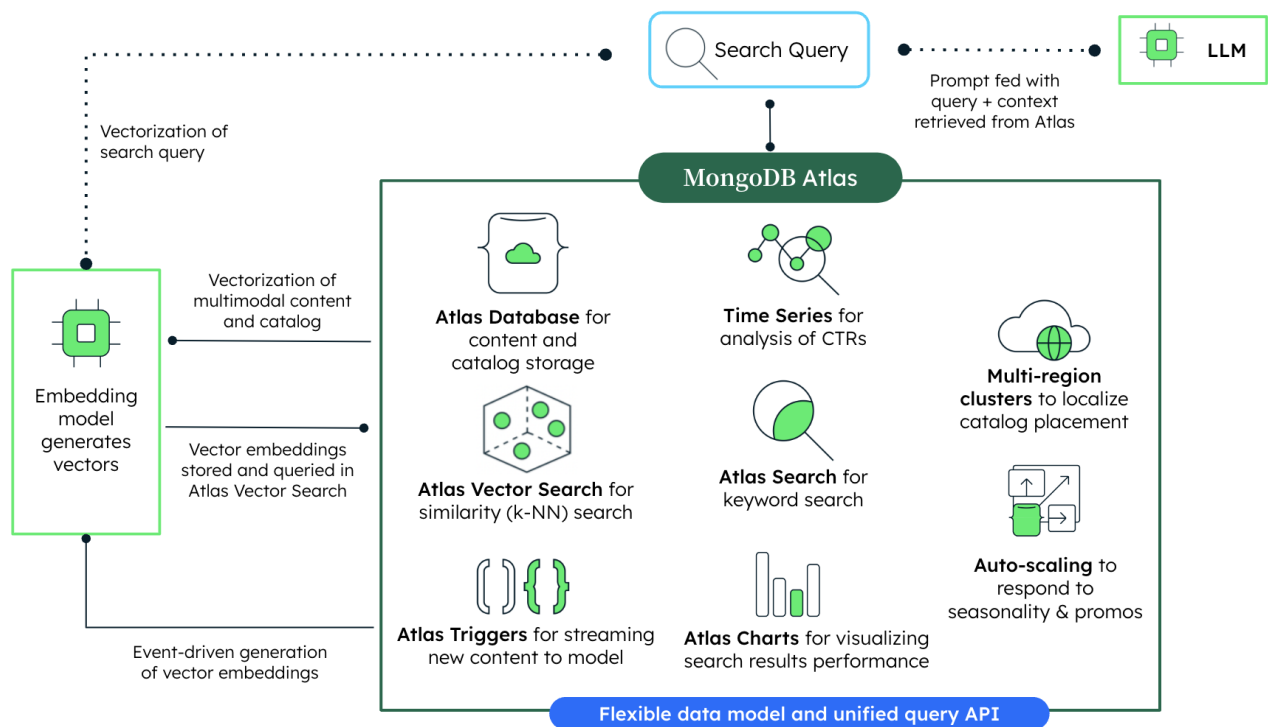 Search Query
LLM
Prompt fed with
query + context
retrieved from Atlas
Vectorization of
search query
MongoDB Atlas
Vectorization of
multimodal content
and catalog
Embedding
model
generates
vectors
Vector embeddings
stored and queried in
Atlas Vector Search
Event-driven generation
of vector embeddings
Atlas Database for
content and
catalog storage
Time Series for
analysis of CTRs
Multi-region
clusters to localize
catalog placement
Atlas Vector Search for
similarity (k-NN) search
Atlas Search for
keyword search
Auto-scaling to
respond to
seasonality & promos
Atlas Triggers for streaming
new content to model
Atlas Charts for visualizing
search results performance
Flexible data model and unified query API